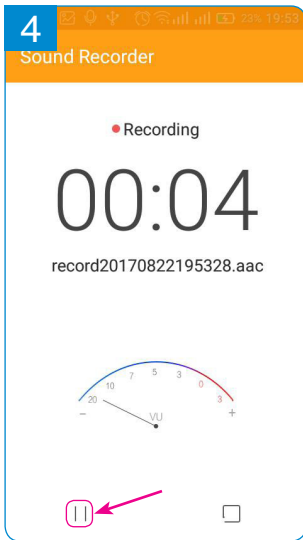 4
23% 19:53
Sound Recorder
Recording
00:04
record20170822195328.aac
20 10 7 5 3 0 3
− VU +